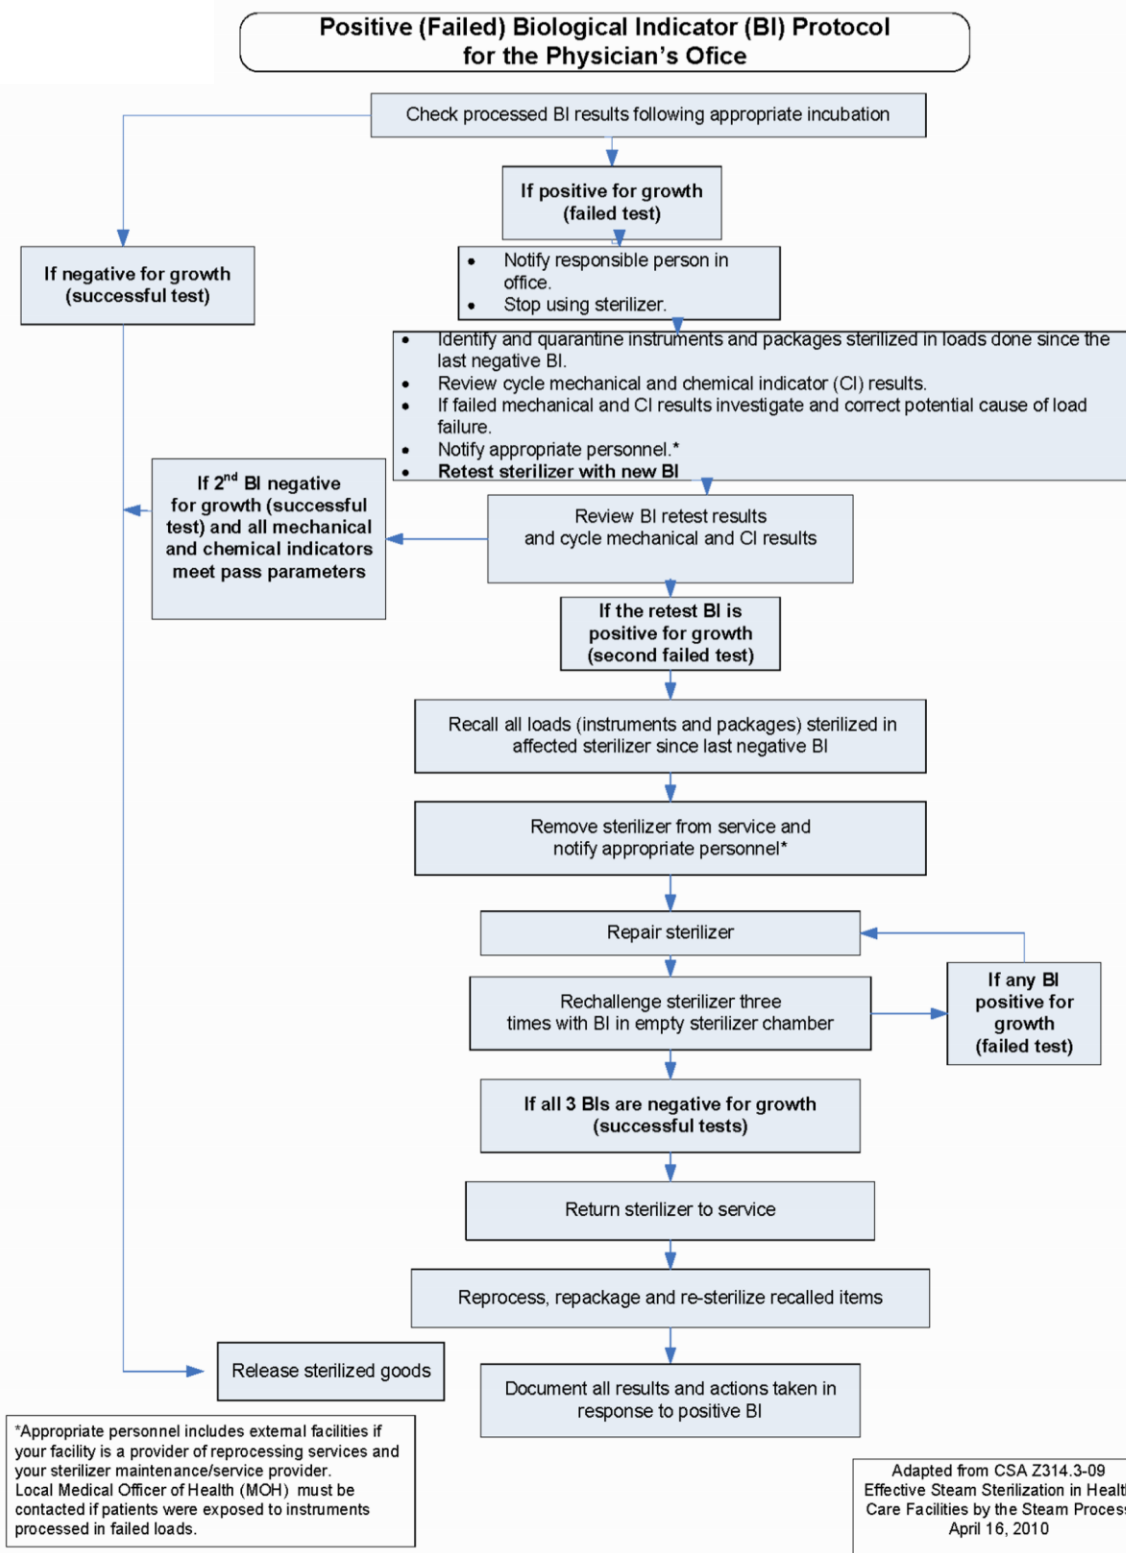 Positive (Failed) Biological Indicator (BI) Protocol
for the Physician's Ofice
Check processed BI results following appropriate incubation
If positive for growth
(failed test)
If negative for growth
(successful test)
• Notify responsible person in
office.
• Stop using sterilizer.
• Identify and quarantine instruments and packages sterilized in loads done since the
last negative BI.
• Review cycle mechanical and chemical indicator (CI) results.
• If failed mechanical and CI results investigate and correct potential cause of load
failure.
• Notify appropriate personnel.*
• Retest sterilizer with new BI
If 2nd BI negative
for growth (successful
test) and all mechanical
and chemical indicators
meet pass parameters
Review BI retest results
and cycle mechanical and CI results
If the retest BI is
positive for growth
(second failed test)
Recall all loads (instruments and packages) sterilized in
affected sterilizer since last negative BI
Remove sterilizer from service and
notify appropriate personnel*
Repair sterilizer
Rechallenge sterilizer three
times with BI in empty sterilizer chamber
If any BI
positive for
growth
(failed test)
If all 3 BIs are negative for growth
(successful tests)
Return sterilizer to service
Reprocess, repackage and re-sterilize recalled items
Release sterilized goods
Document all results and actions taken in
response to positive BI
*Appropriate personnel includes external facilities if
your facility is a provider of reprocessing services and
your sterilizer maintenance/service provider.
Local Medical Officer of Health (MOH) must be
contacted if patients were exposed to instruments
processed in failed loads.
Adapted from CSA Z314.3-09
Effective Steam Sterilization in Health
Care Facilities by the Steam Process
April 16, 2010